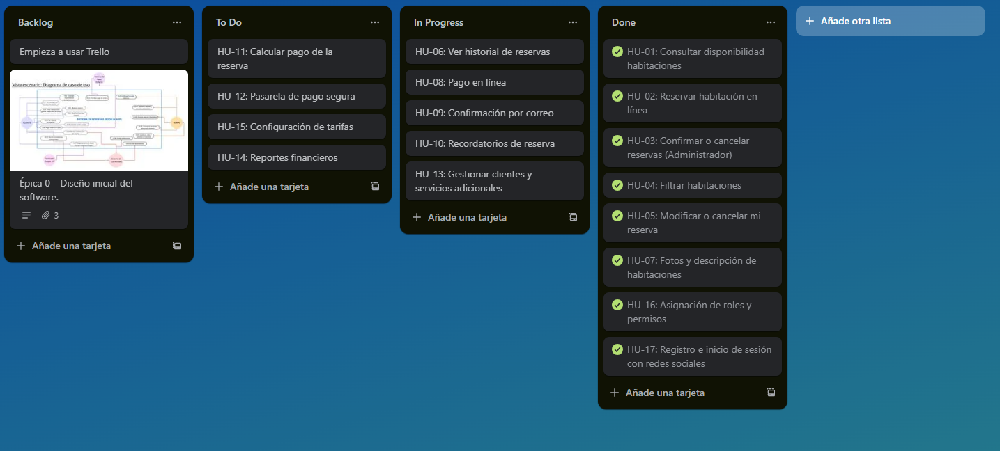 Backlog
Empieza a usar Trello
Vista escenario: Diagrama de caso de uso
Épica 0 – Diseño inicial del
software.
3
Añade una tarjeta
To Do
HU-11: Calcular pago de la
reserva
HU-12: Pasarela de pago segura
HU-15: Configuración de tarifas
HU-14: Reportes financieros
Añade una tarjeta
In Progress
HU-06: Ver historial de reservas
HU-08: Pago en línea
HU-09: Confirmación por correo
HU-10: Recordatorios de reserva
HU-13: Gestionar clientes y
servicios adicionales
Añade una tarjeta
Done
HU-01: Consultar disponibilidad
habitaciones
HU-02: Reservar habitación en
línea
HU-03: Confirmar o cancelar
reservas (Administrador)
HU-04: Filtrar habitaciones
HU-05: Modificar o cancelar mi
reserva
HU-07: Fotos y descripción de
habitaciones
HU-16: Asignación de roles y
permisos
HU-17: Registro e inicio de sesión
con redes sociales
Añade una tarjeta
Añade otra lista